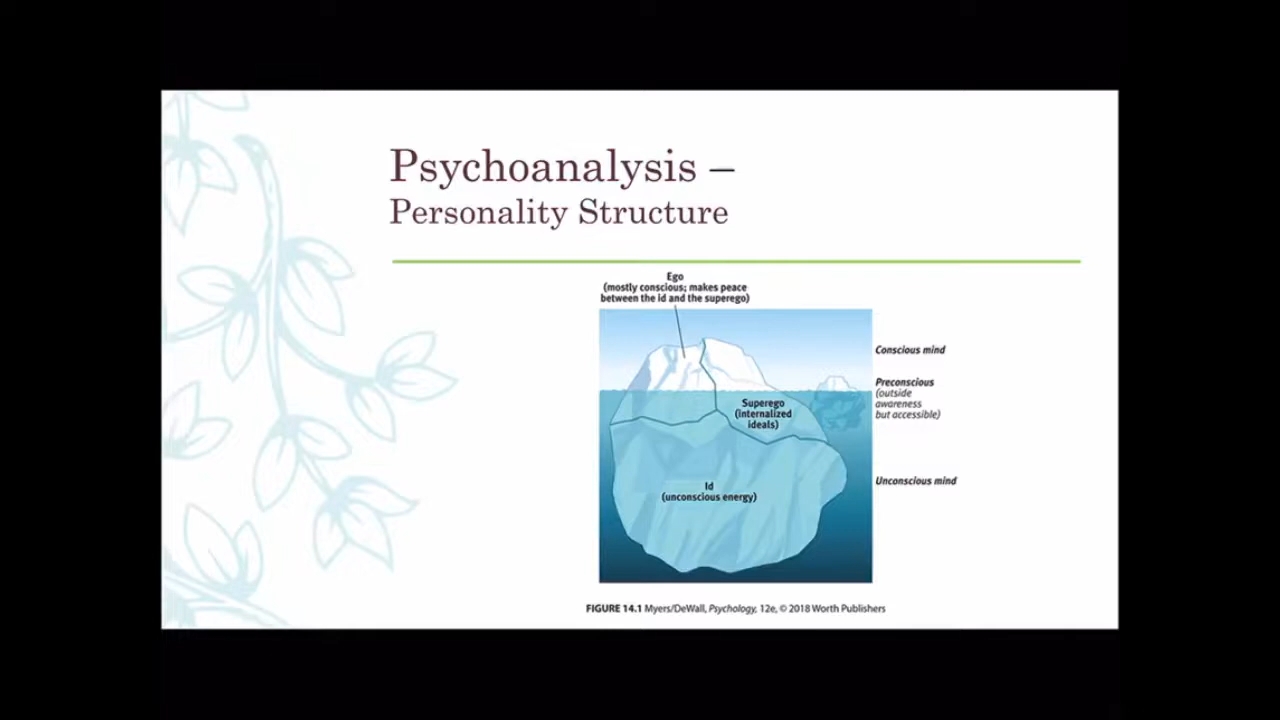 Psychoanalysis –
Personality Structure
Ego
(mostly conscious; makes peace
between the id and the superego)
Conscious mind
Preconscious
(outside
awareness
but accessible)
Superego
(internalized
ideals)
Unconscious mind
Id
(unconscious energy)
FIGURE 14.1 Myers/DeWall, Psychology, 12e, © 2018 Worth Publishers